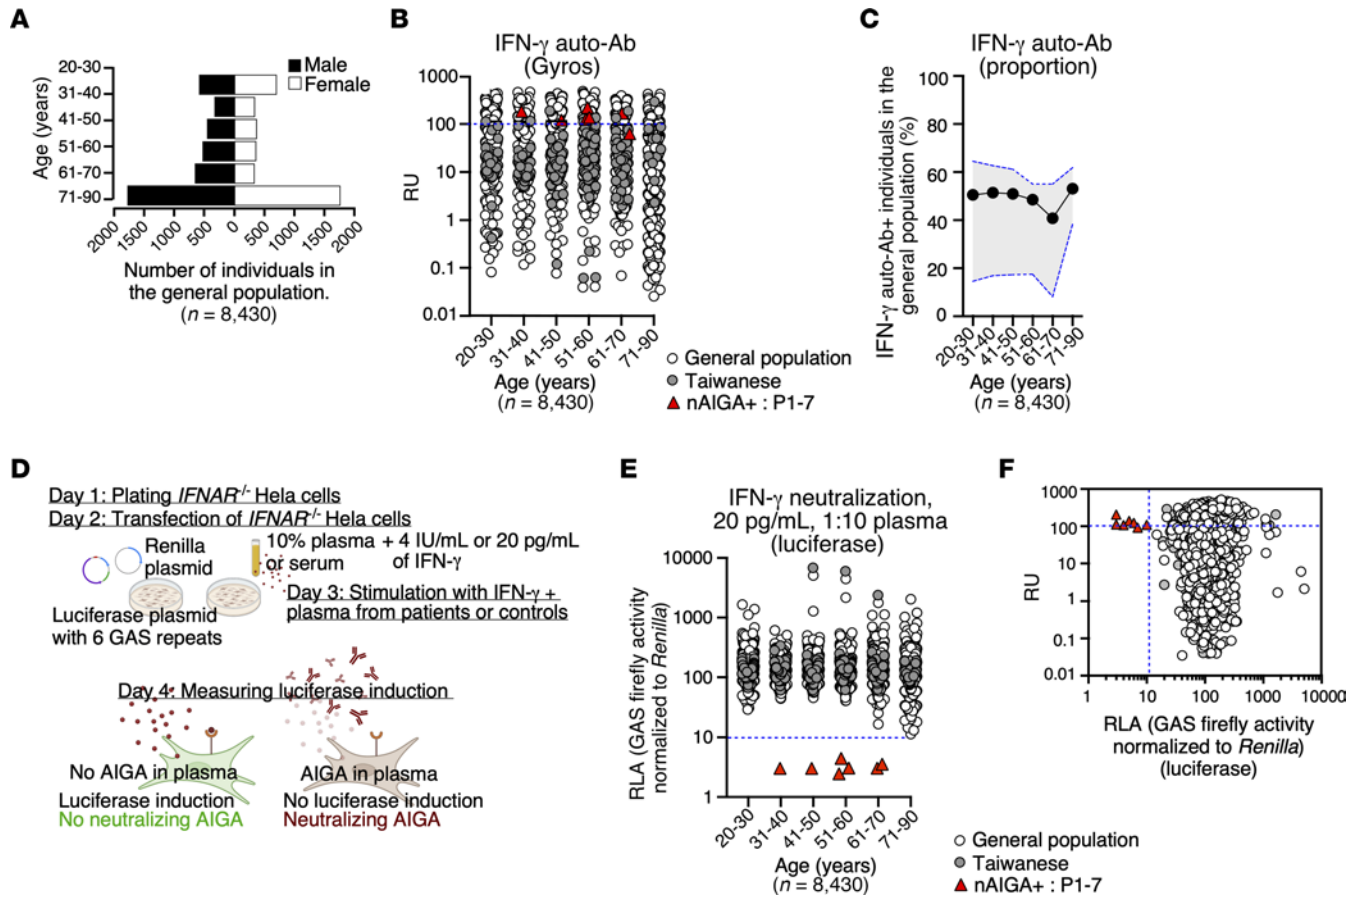 A
Age (years)
20-30
31-40
41-50
51-60
61-70
71-90
Male
Female
2000
1500
1000
500
0
500
1000
1500
2000
Number of individuals in
the general population.
(n = 8,430)
B
IFN-γ auto-Ab
(Gyros)
RU
1000
100
10
1
0.1
0.01
20-30
31-40
41-50
51-60
61-70
71-90
Age (years)
(n = 8,430)
General population
Taiwanese
nAIGA+ : P1-7
C
IFN-γ auto-Ab
(proportion)
IFN-γ auto-Ab+ individuals in the
general population (%)
100
80
60
40
20
0
20-30
31-40
41-50
51-60
61-70
71-90
Age (years)
(n = 8,430)
D
Day 1: Plating IFNAR-/- Hela cells
Day 2: Transfection of IFNAR-/- Hela cells
Renilla
plasmid
10% plasma + 4 IU/mL or 20 pg/mL
or serum of IFN-γ
Luciferase plasmid
with 6 GAS repeats
Day 3: Stimulation with IFN-γ +
plasma from patients or controls
Day 4: Measuring luciferase induction
No AIGA in plasma
Luciferase induction
No neutralizing AIGA
AIGA in plasma
No luciferase induction
Neutralizing AIGA
E
IFN-γ neutralization,
20 pg/mL, 1:10 plasma
(luciferase)
RLA (GAS firefly activity
normalized to Renilla)
10000
1000
100
10
1
20-30
31-40
41-50
51-60
61-70
71-90
Age (years)
(n = 8,430)
General population
Taiwanese
nAIGA+ : P1-7
F
RU
1000
100
10
1
0.1
0.01
1
10
100
1000
10000
RLA (GAS firefly activity
normalized to Renilla)
(luciferase)